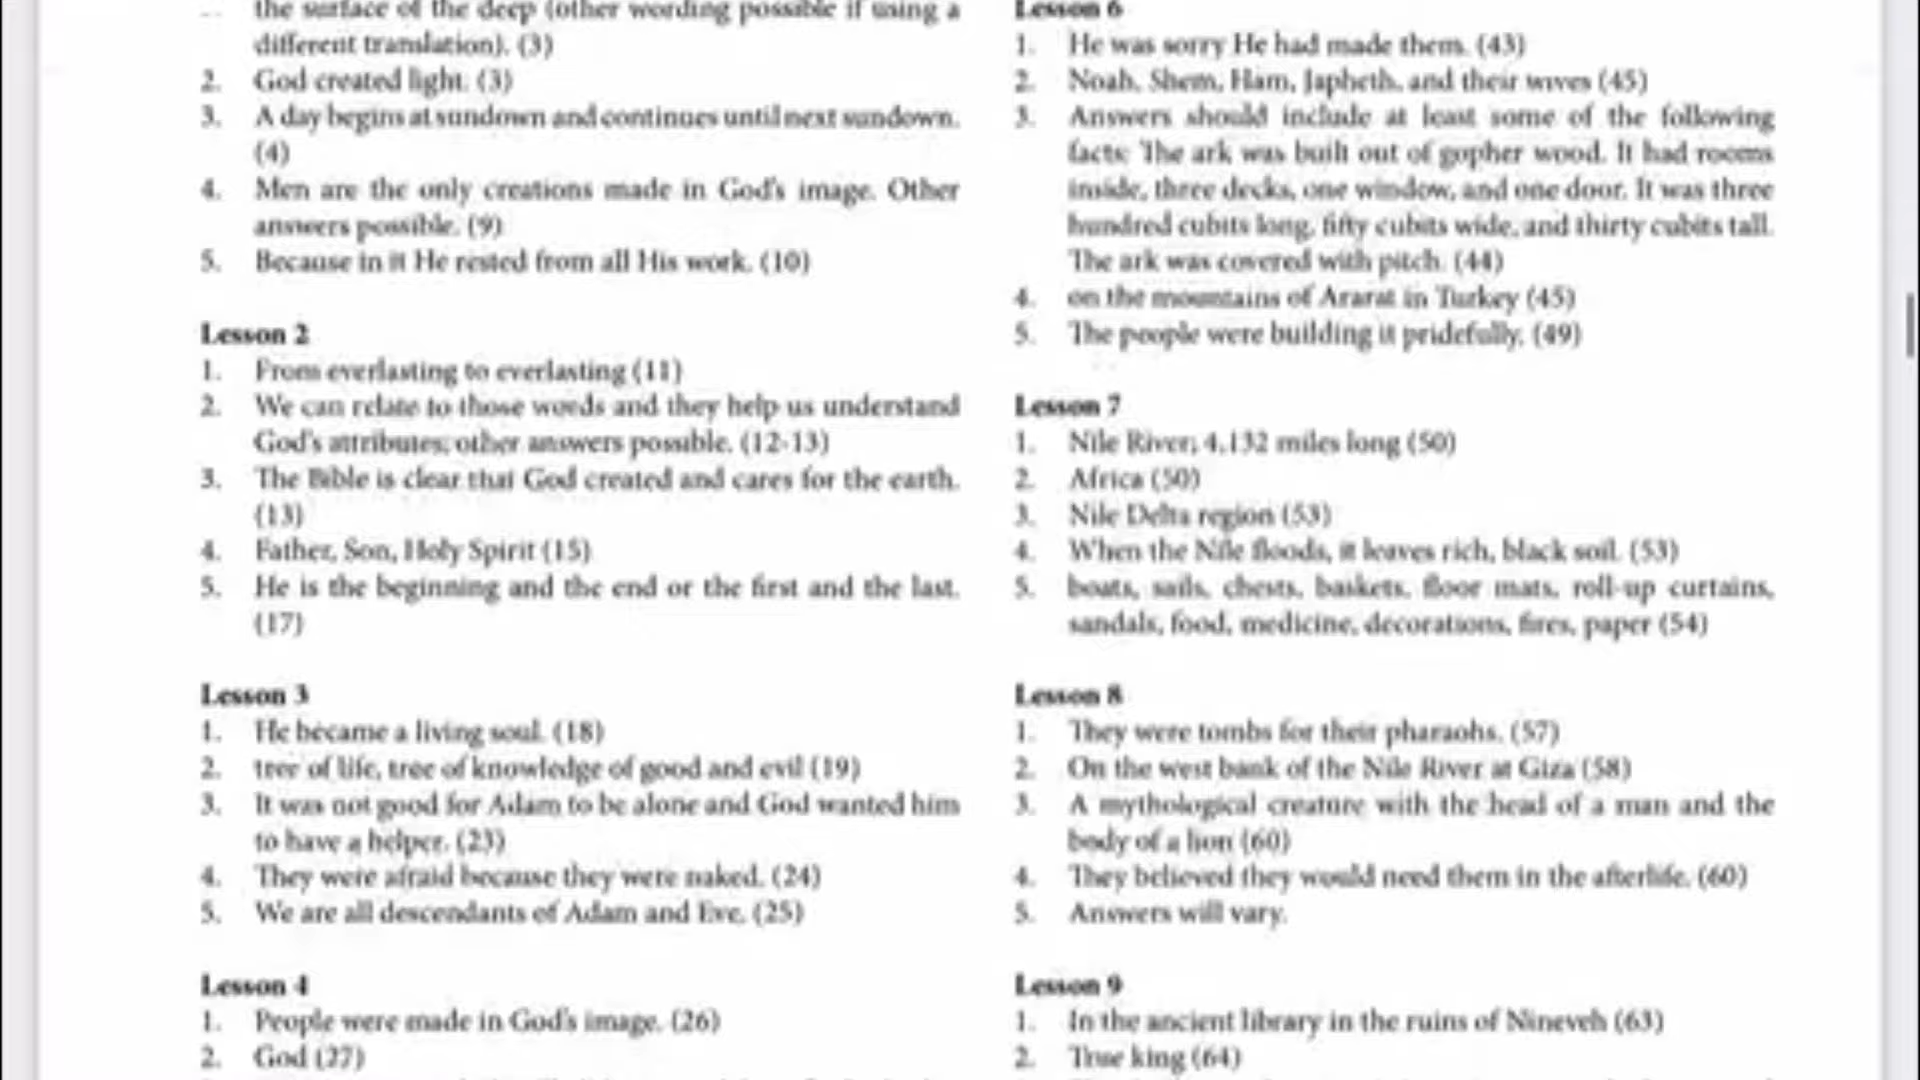 the surface of the deep (other wording possible if using a
different translation). (3)
2. God created light. (3)
3. A day begins at sundown and continues until next sundown.
(4)
4. Men are the only creations made in God's image. Other
answers possible. (9)
5. Because in it He rested from all His work. (10)
Lesson 2
1. From everlasting to everlasting (11)
2. We can relate to those words and they help us understand
God's attributes; other answers possible. (12-13)
3. The Bible is clear that God created and cares for the earth.
(13)
4. Father, Son, Holy Spirit (15)
5. He is the beginning and the end or the first and the last.
(17)
Lesson 3
1. He became a living soul. (18)
2. tree of life, tree of knowledge of good and evil (19)
3. It was not good for Adam to be alone and God wanted him
to have a helper. (23)
4. They were afraid because they were naked. (24)
5. We are all descendants of Adam and Eve. (25)
Lesson 4
1. People were made in God's image. (26)
2. God (27)
Lesson 6
1. He was sorry He had made them. (43)
2. Noah, Shem, Ham, Japheth, and their wives (45)
3. Answers should include at least some of the following
facts: The ark was built out of gopher wood. It had rooms
inside, three decks, one window, and one door. It was three
hundred cubits long, fifty cubits wide, and thirty cubits tall.
The ark was covered with pitch. (44)
4. on the mountains of Ararat in Turkey (45)
5. The people were building it pridefully. (49)
Lesson 7
1. Nile River; 4,132 miles long (50)
2. Africa (50)
3. Nile Delta region (53)
4. When the Nile floods, it leaves rich, black soil. (53)
5. boats, sails, chests, baskets, floor mats, roll-up curtains,
sandals, food, medicine, decorations, fires, paper (54)
Lesson 8
1. They were tombs for their pharaohs. (57)
2. On the west bank of the Nile River at Giza (58)
3. A mythological creature with the head of a man and the
body of a lion (60)
4. They believed they would need them in the afterlife. (60)
5. Answers will vary.
Lesson 9
1. In the ancient library in the ruins of Nineveh (63)
2. True king (64)